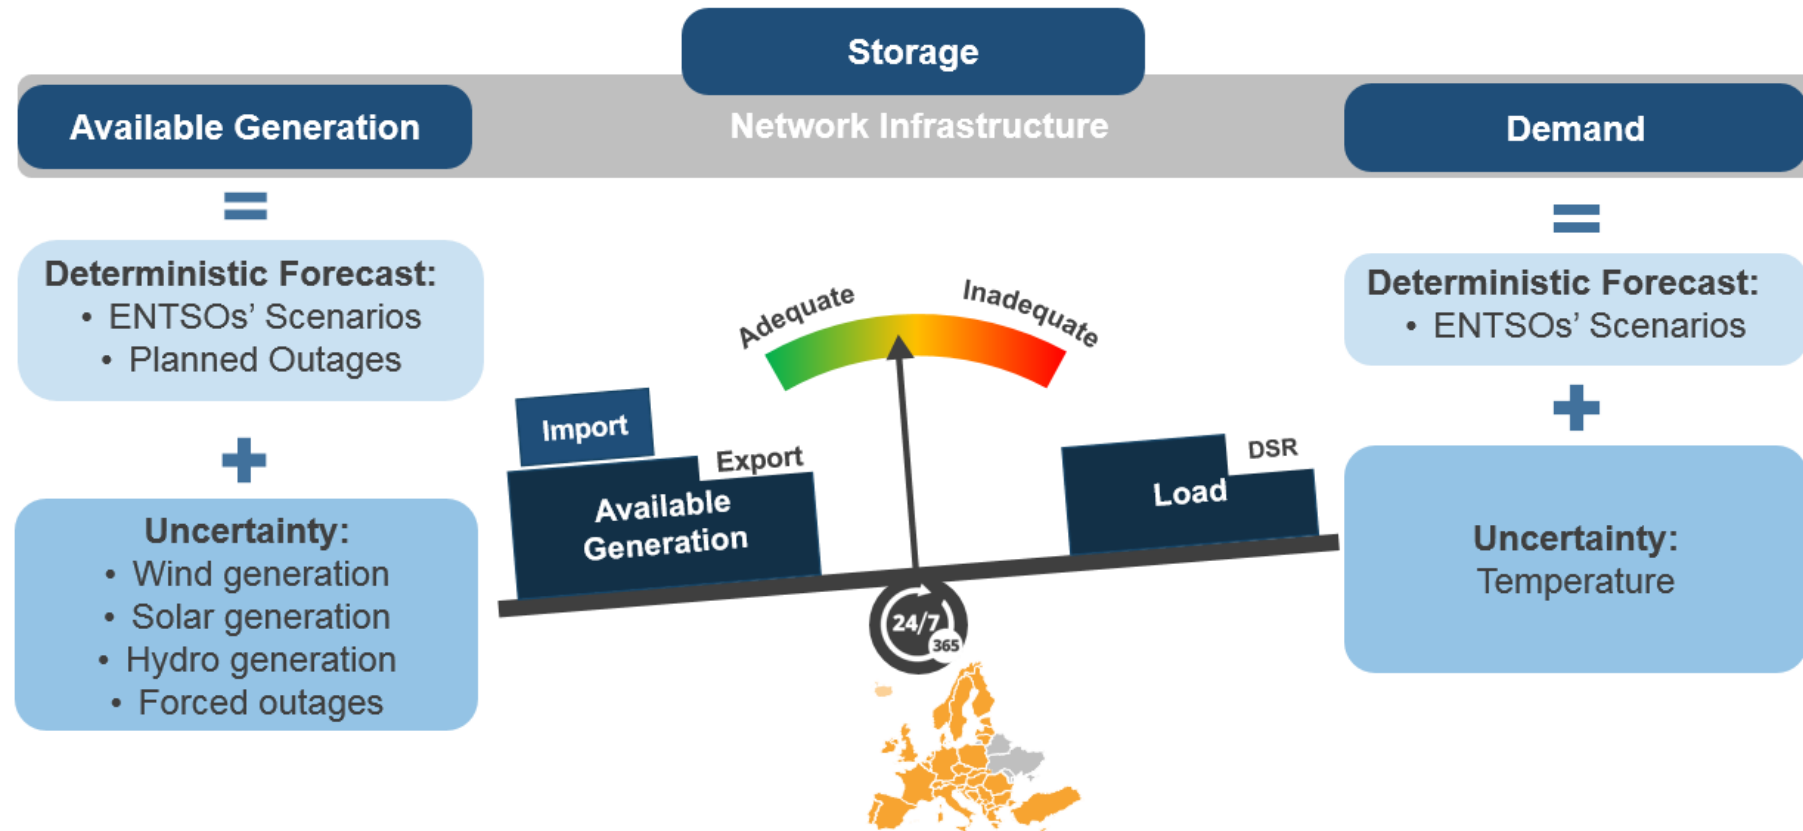 Storage
Available Generation
Network Infrastructure
Demand
=
=
Deterministic Forecast:
• ENTSOs’ Scenarios
• Planned Outages
+
Uncertainty:
• Wind generation
• Solar generation
• Hydro generation
• Forced outages
Adequate
Inadequate
Import
Export
Available
Generation
DSR
Load
24/7
365
Deterministic Forecast:
• ENTSOs’ Scenarios
+
Uncertainty:
Temperature